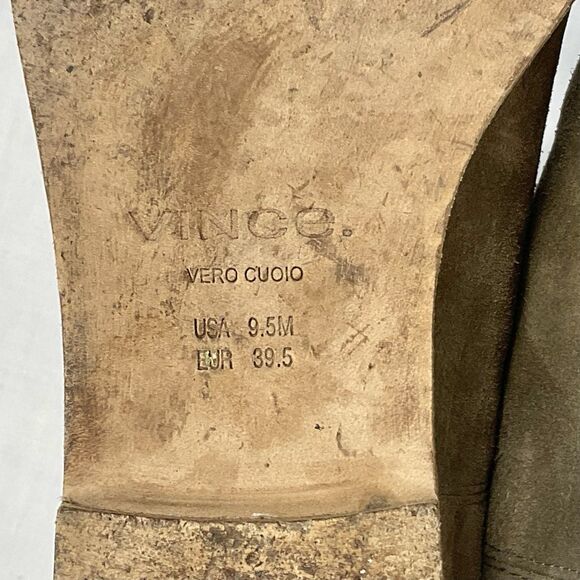 VINCe.
VERO CUOIO
USA 9.5M
EUR 39.5